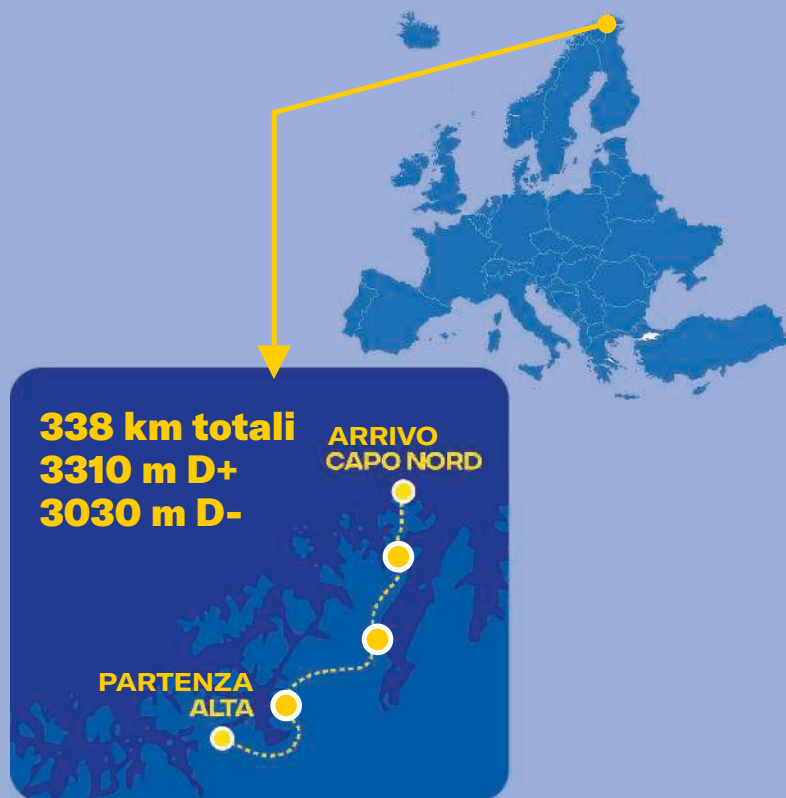 338 km totali
3310 m D+
3030 m D-
ARRIVO
CAPO NORD
PARTENZA
ALTA